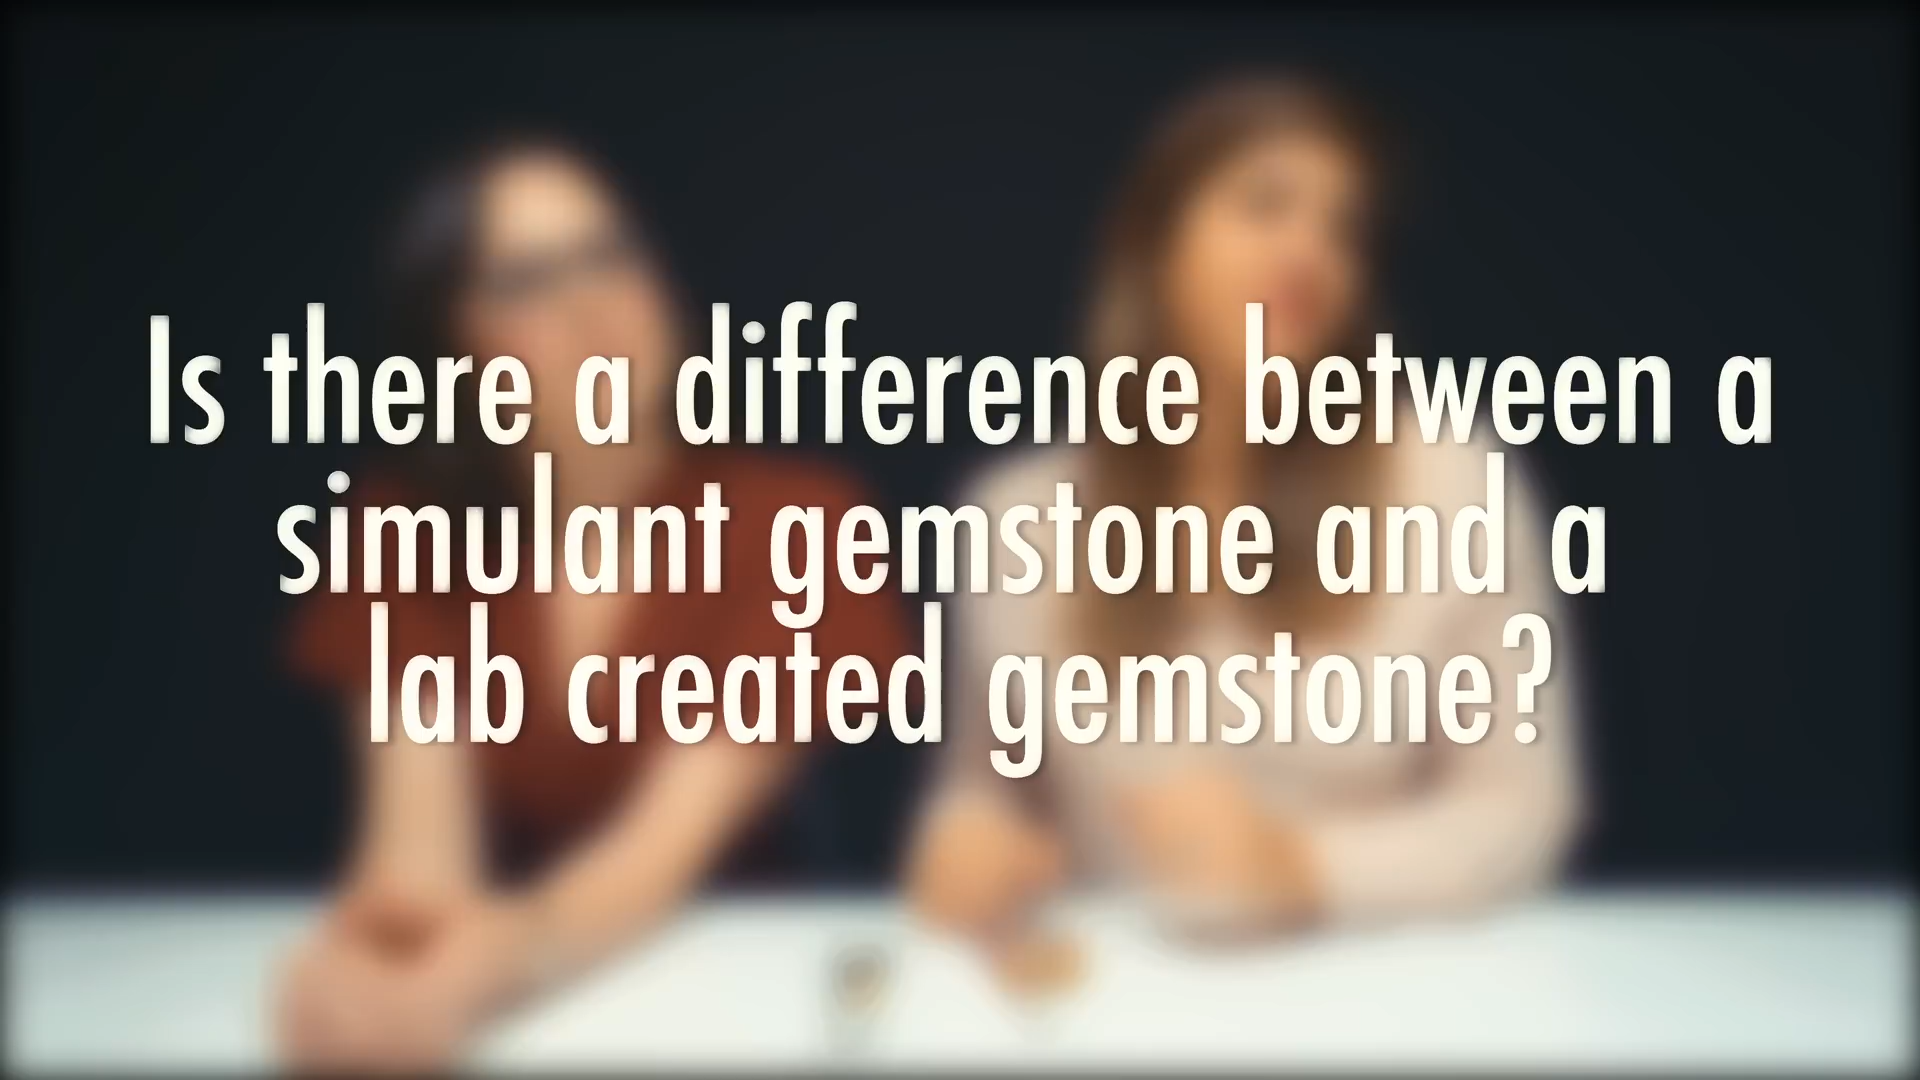 Is there a difference between a
simulant gemstone and a
lab created gemstone?